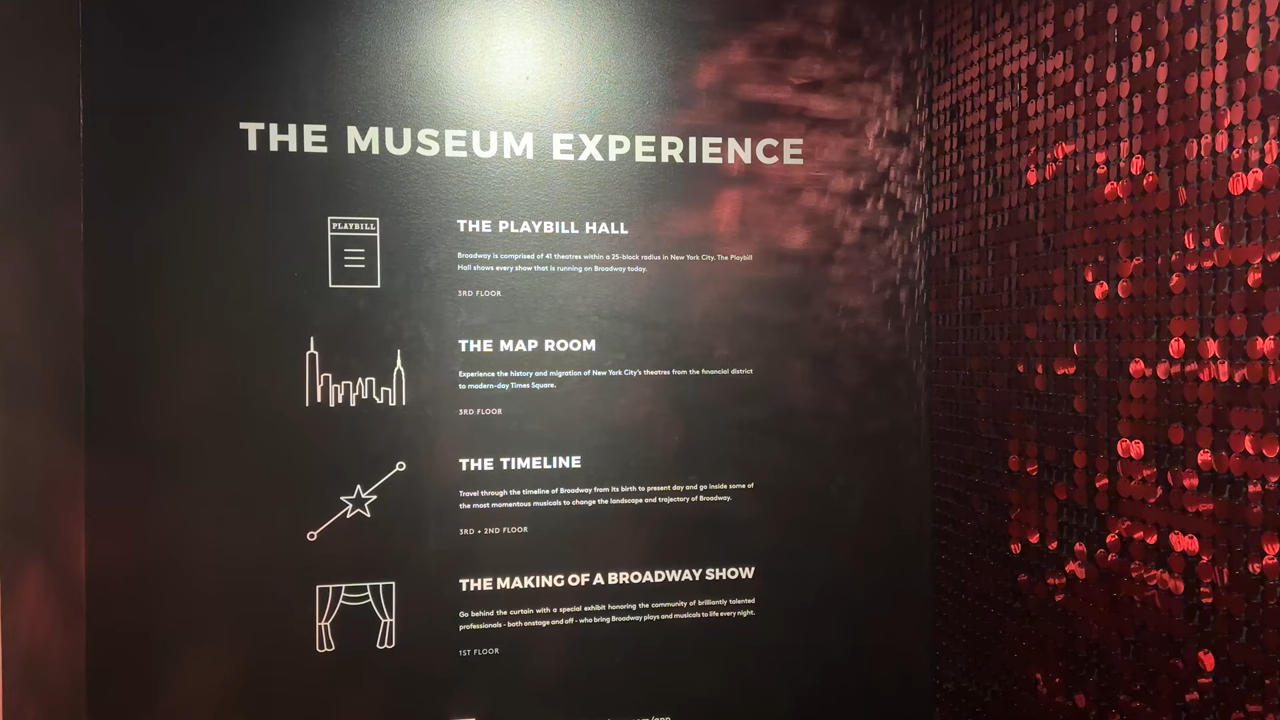 THE MUSEUM EXPERIENCE
PLAYBILL
THE PLAYBILL HALL
Broadway is comprised of 41 theatres within a 25-block radius in New York City. The Playbill
Hall shows every show that is running on Broadway today.
3RD FLOOR
THE MAP ROOM
Experience the history and migration of New York City's theatres from the financial district
to modern-day Times Square.
3RD FLOOR
THE TIMELINE
Travel through the timeline of Broadway from its birth to present day and go inside some of
the most momentous musicals to change the landscape and trajectory of Broadway.
3RD + 2ND FLOOR
THE MAKING OF A BROADWAY SHOW
Go behind the curtain with a special exhibit honoring the community of brilliantly talented
professionals - both onstage and off - who bring Broadway plays and musicals to life every night.
1ST FLOOR